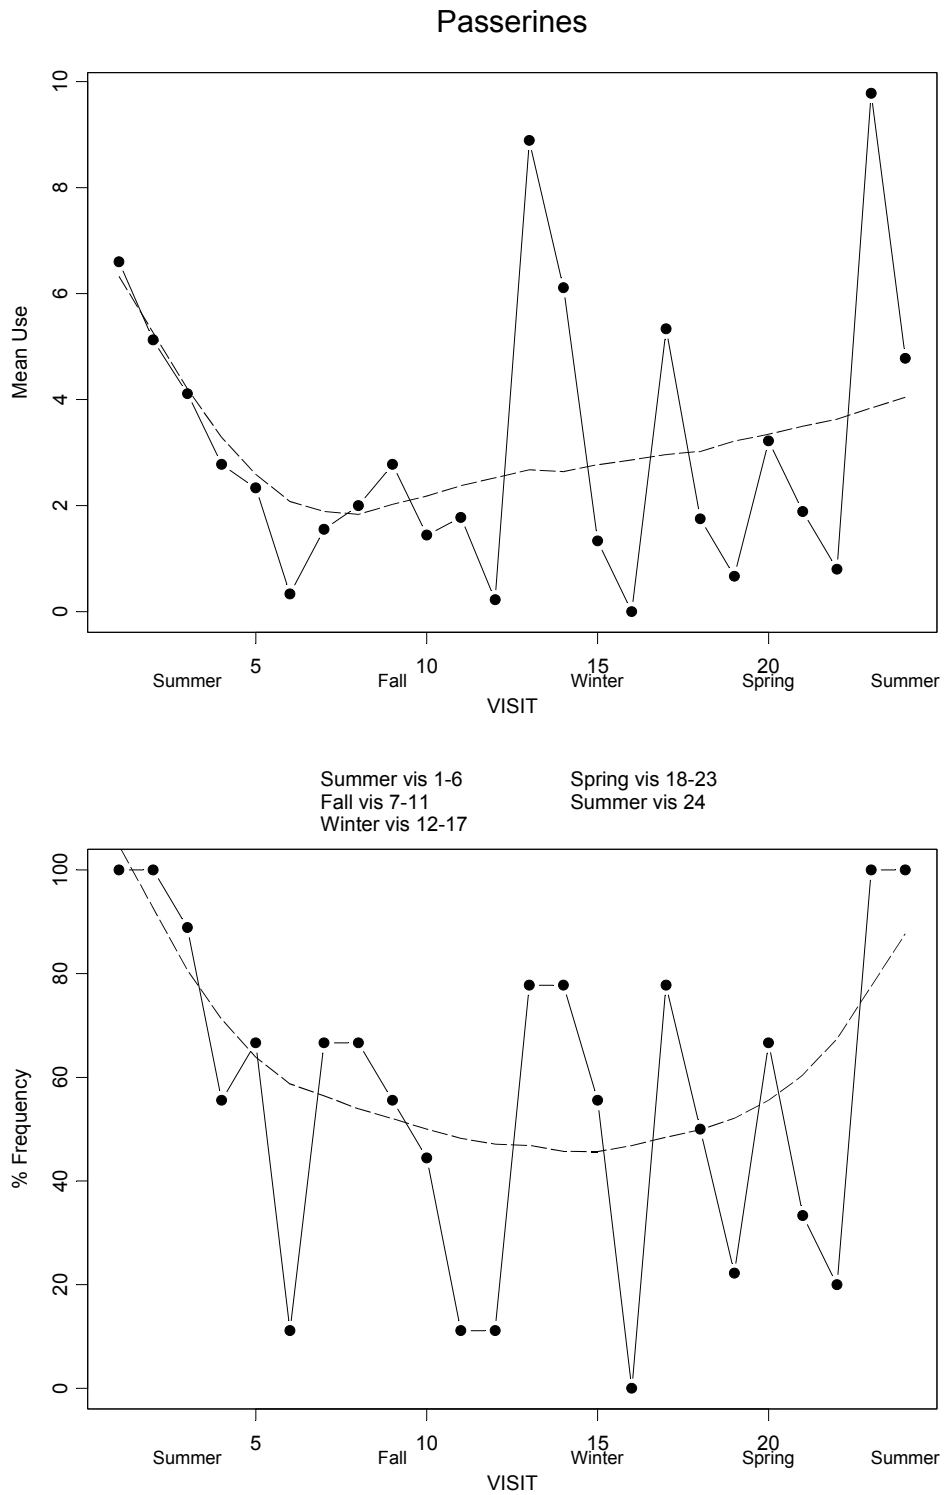 Passerines
10
8
6
4
2
0
Mean Use
5 10 15 20
Summer Fall Winter Spring Summer
VISIT
Summer vis 1-6 Spring vis 18-23
Fall vis 7-11 Summer vis 24
Winter vis 12-17
100
80
60
40
20
0
% Frequency
5 10 15 20
Summer Fall Winter Spring Summer
VISIT